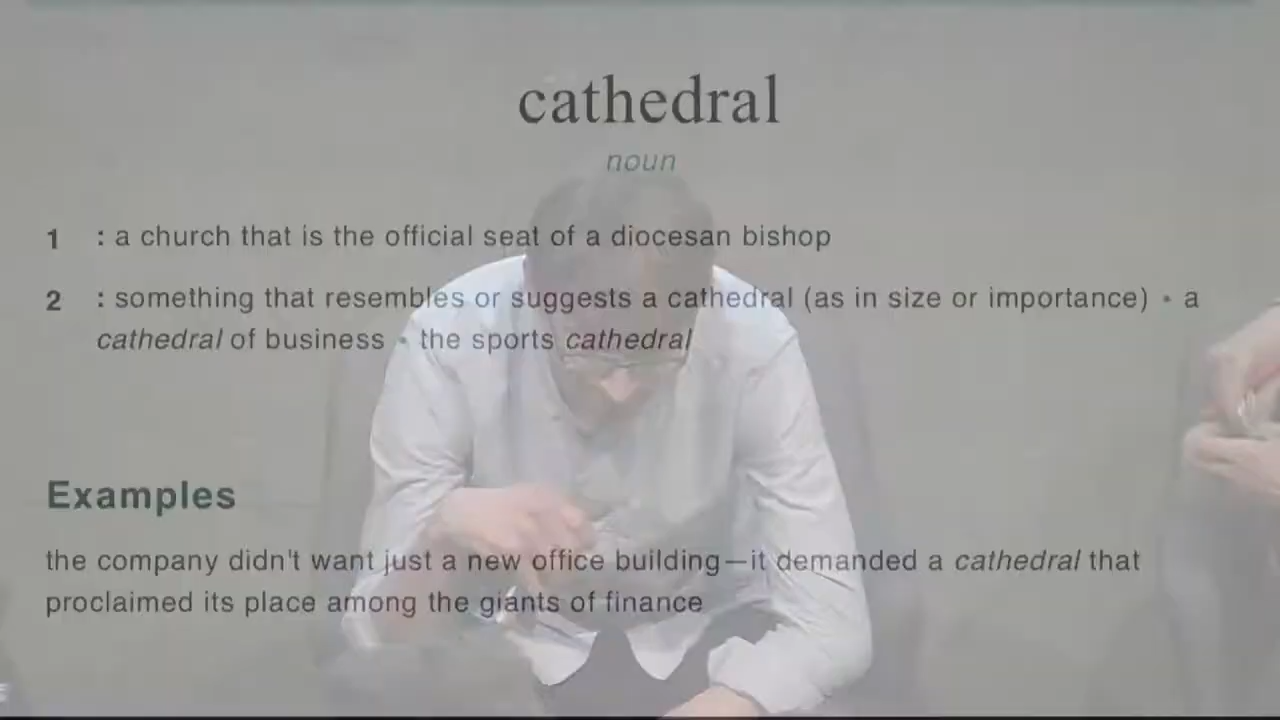 cathedral
noun
1 : a church that is the official seat of a diocesan bishop
2 : something that resembles or suggests a cathedral (as in size or importance) • a
cathedral of business • the sports cathedral
Examples
the company didn't want just a new office building—it demanded a cathedral that
proclaimed its place among the giants of finance